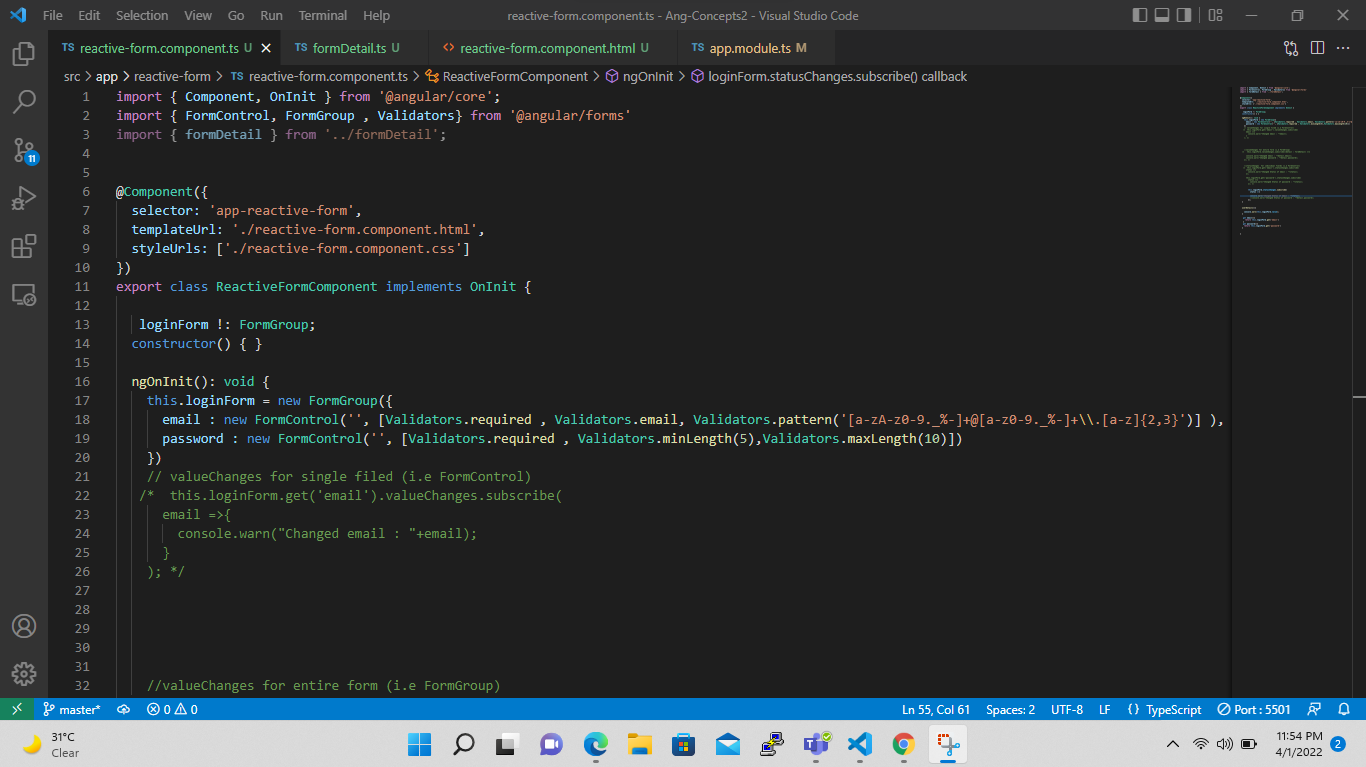 File Edit Selection View Go Run Terminal Help reactive-form.component.ts - Ang-Concepts2 - Visual Studio Code
TS reactive-form.component.ts U TS formDetail.ts U <> reactive-form.component.html U TS app.module.ts M
src > app > reactive-form > TS reactive-form.component.ts > ReactiveFormComponent > ngOnInit > loginForm.statusChanges.subscribe() callback
1 import { Component, OnInit } from '@angular/core';
2 import { FormControl, FormGroup , Validators} from '@angular/forms'
3 import { formDetail } from '../formDetail';
4
5
6 @Component({
7 selector: 'app-reactive-form',
8 templateUrl: './reactive-form.component.html',
9 styleUrls: ['./reactive-form.component.css']
10 })
11 export class ReactiveFormComponent implements OnInit {
12
13 loginForm !: FormGroup;
14 constructor() { }
15
16 ngOnInit(): void {
17 this.loginForm = new FormGroup({
18 email : new FormControl('', [Validators.required , Validators.email, Validators.pattern('[a-zA-z0-9._%-]+@[a-z0-9._%-]+\\.[a-z]{2,3}')] ),
19 password : new FormControl('', [Validators.required , Validators.minLength(5),Validators.maxLength(10)])
20 })
21 // valueChanges for single filed (i.e FormControl)
22 /* this.loginForm.get('email').valueChanges.subscribe(
23 email =>{
24 console.warn("Changed email : "+email);
25 }
26 ); */
27
28
29
30
31
32 //valueChanges for entire form (i.e FormGroup)
11
master* 0 0 Ln 55, Col 61 Spaces: 2 UTF-8 LF {} TypeScript Port : 5501
31°C
Clear
11:54 PM
4/1/2022 2